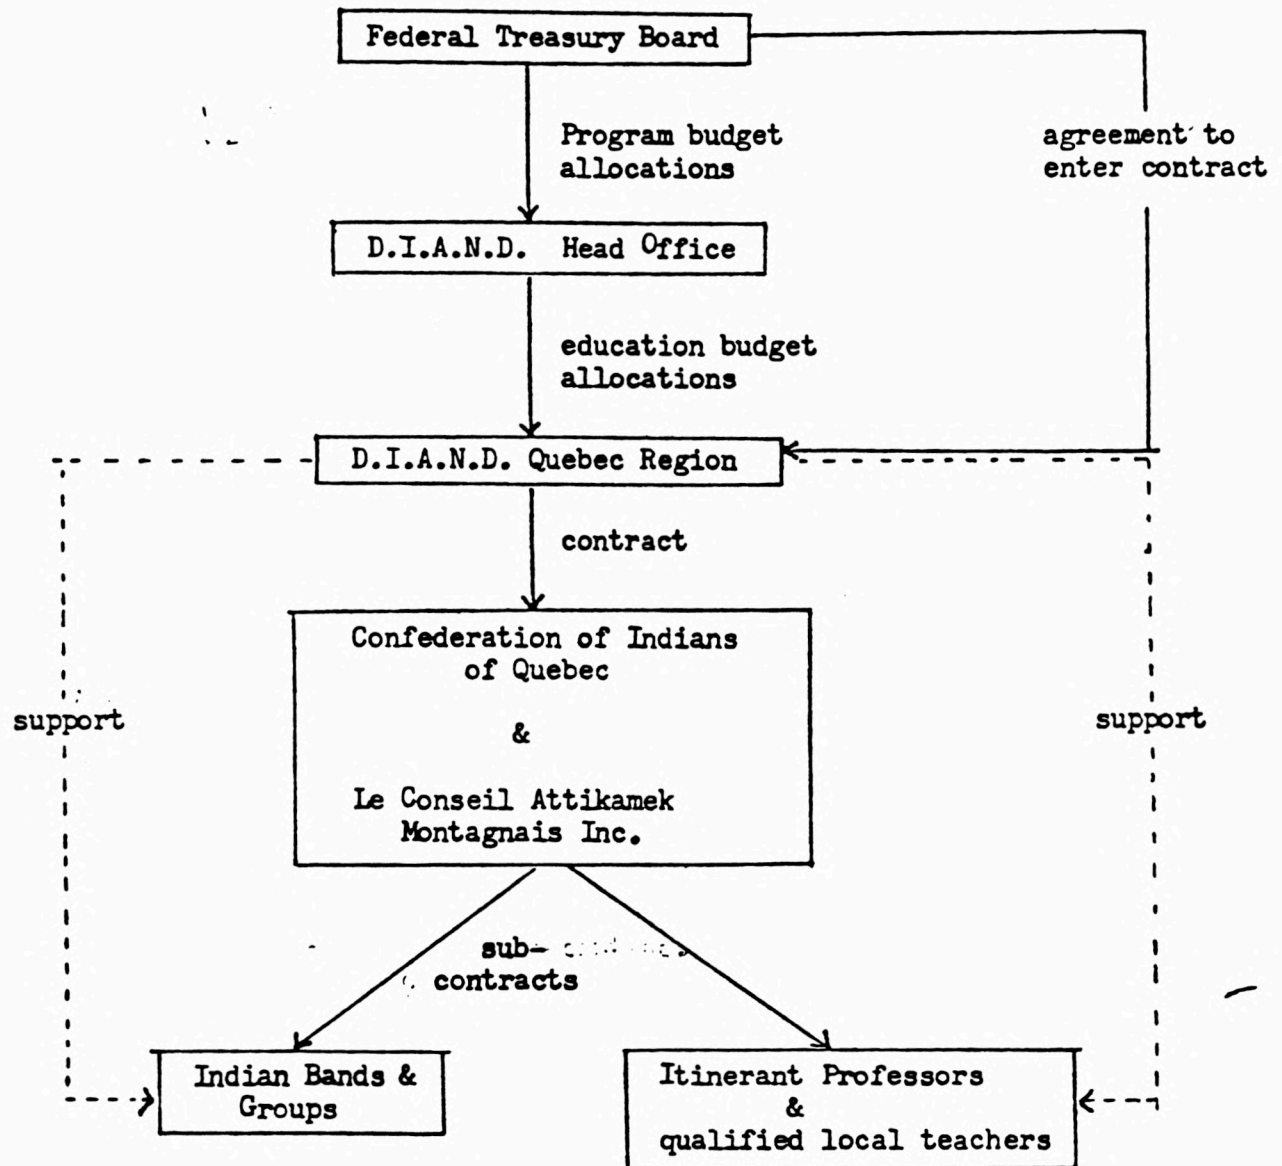 Federal Treasury Board
Program budget
allocations
agreement to
enter contract
D.I.A.N.D. Head Office
education budget
allocations
D.I.A.N.D. Quebec Region
contract
Confederation of Indians
of Quebec
&
Le Conseil Attikamek
Montagnais Inc.
support
support
sub-
contracts
Indian Bands &
Groups
Itinerant Professors
&
qualified local teachers